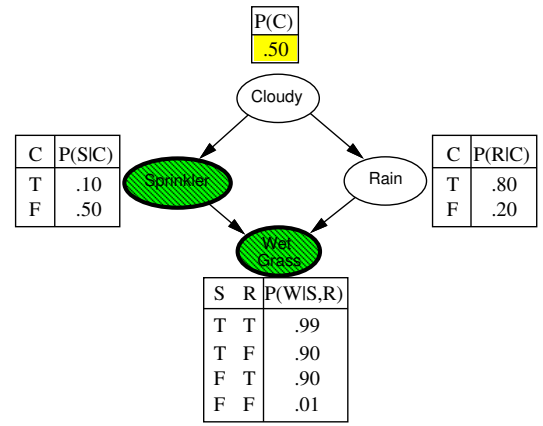 P(C)
.50
Cloudy
C P(S|C)
T .10
F .50
Sprinkler
Rain
C P(R|C)
T .80
F .20
Wet
Grass
S R P(W|S,R)
T T .99
T F .90
F T .90
F F .01